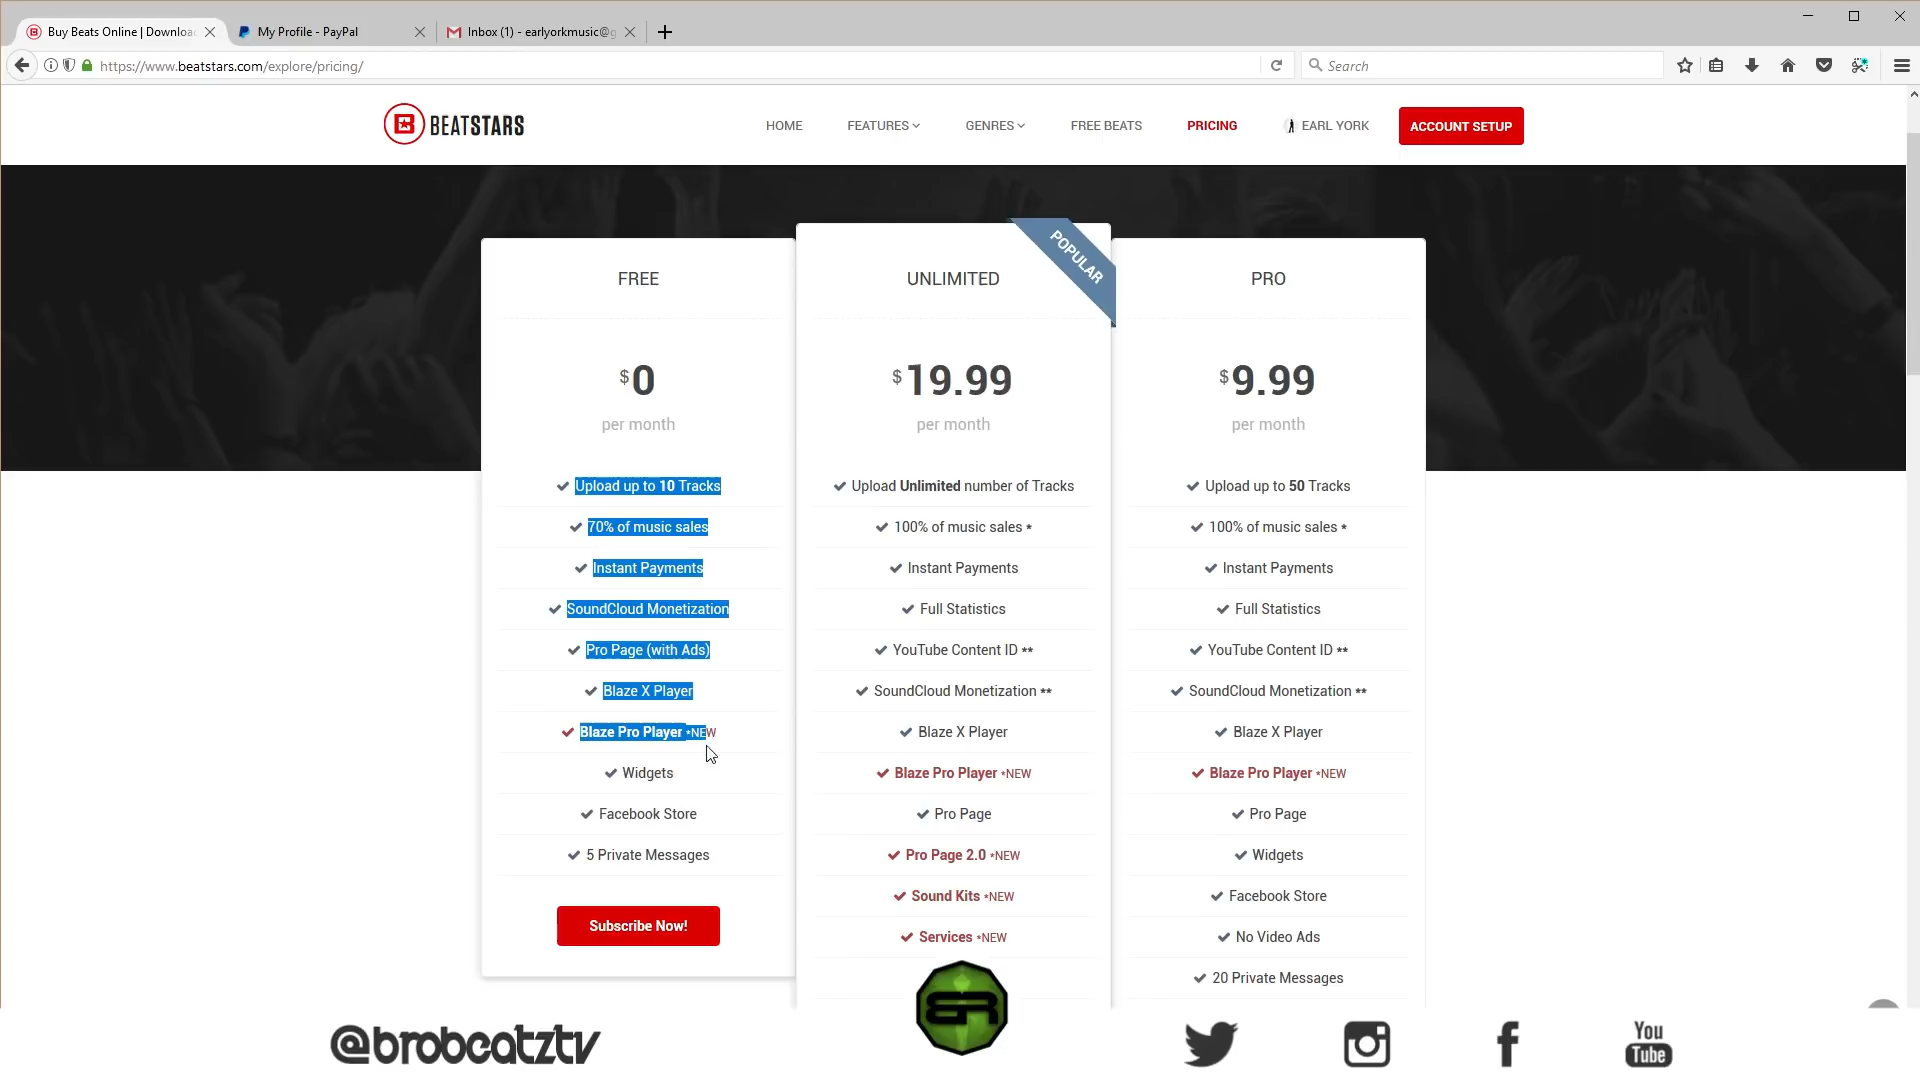 Buy Beats Online | Downloa
My Profile - PayPal
Inbox (1) - earlyorkmusic@g
https://www.beatstars.com/explore/pricing/
Search
BEATSTARS
HOME
FEATURES
GENRES
FREE BEATS
PRICING
EARL YORK
ACCOUNT SETUP
FREE
$0
per month
Upload up to 10 Tracks
70% of music sales
Instant Payments
SoundCloud Monetization
Pro Page (with Ads)
Blaze X Player
Blaze Pro Player *NEW
Widgets
Facebook Store
5 Private Messages
Subscribe Now!
POPULAR
UNLIMITED
$19.99
per month
Upload Unlimited number of Tracks
100% of music sales *
Instant Payments
Full Statistics
YouTube Content ID **
SoundCloud Monetization **
Blaze X Player
Blaze Pro Player *NEW
Pro Page
Pro Page 2.0 *NEW
Sound Kits *NEW
Services *NEW
PRO
$9.99
per month
Upload up to 50 Tracks
100% of music sales *
Instant Payments
Full Statistics
YouTube Content ID **
SoundCloud Monetization **
Blaze X Player
Blaze Pro Player *NEW
Pro Page
Widgets
Facebook Store
No Video Ads
20 Private Messages
@brobeatztv
BR
You
Tube